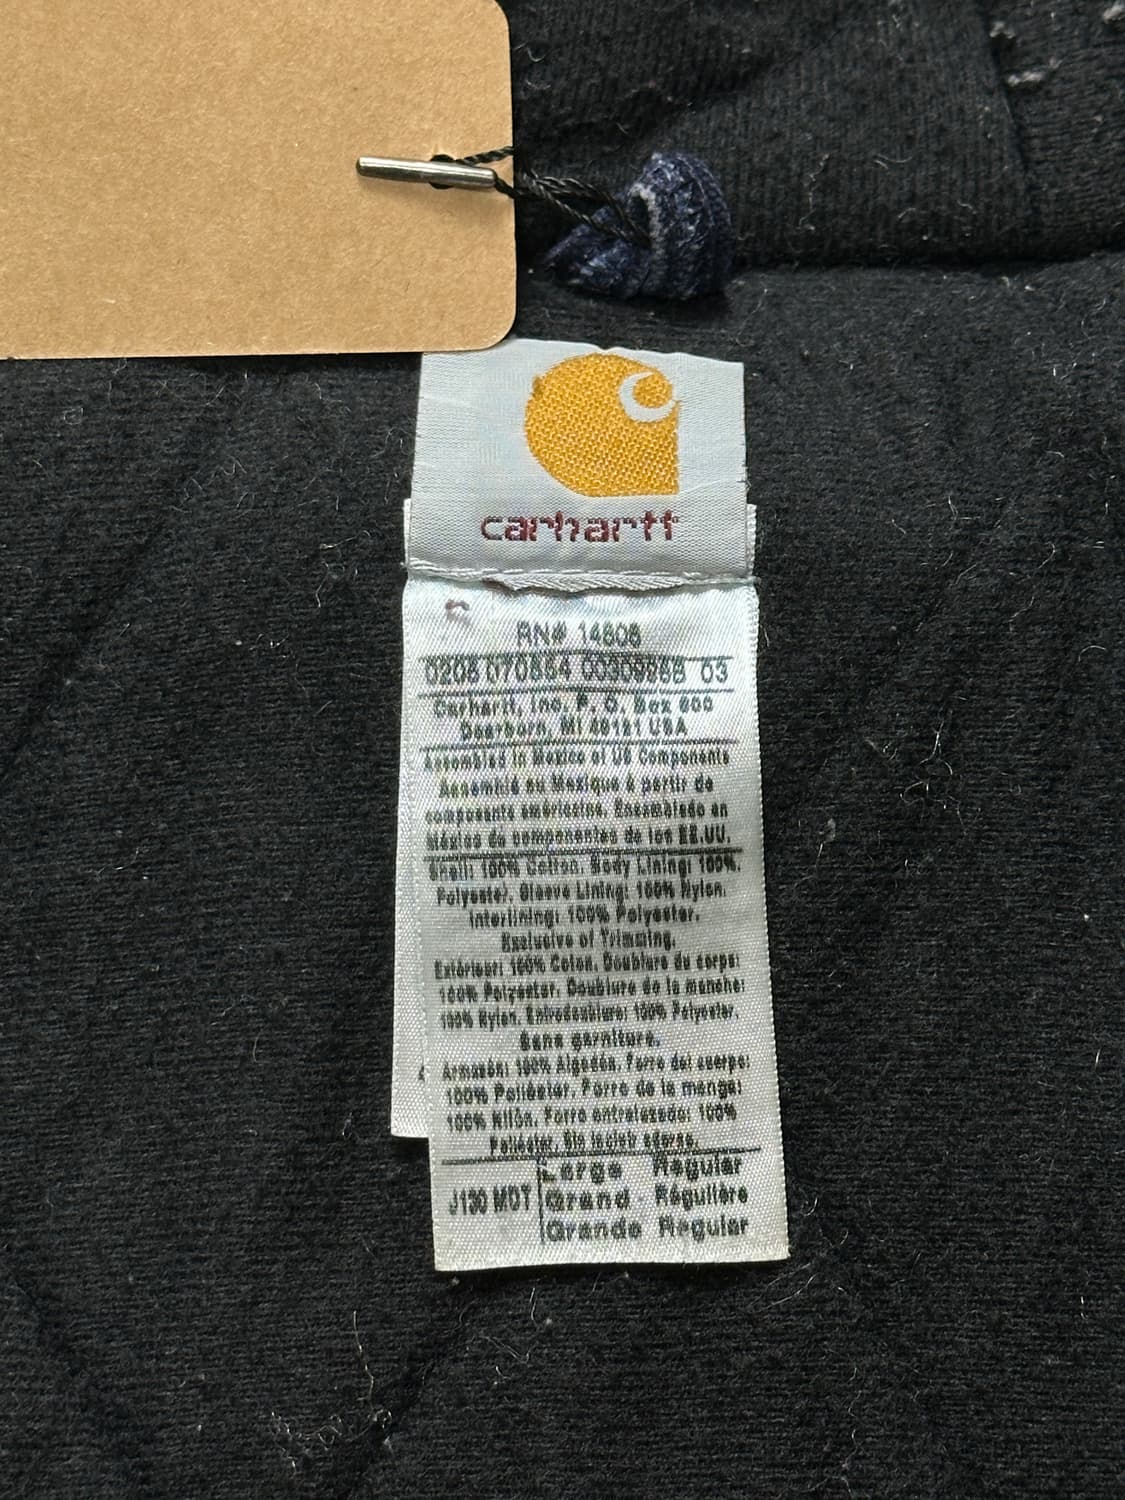 carhartt
RN# 14806
0206 070654 00309268 03
Carhartt, Inc. P. O. Box 600
Dearborn, MI 48121 USA
Assembled in Mexico of US Components
Assemblé au Mexique à partir de
composants américains. Ensamblado en
México de componentes de los EE.UU.
Shell: 100% Cotton. Body Lining: 100%
Polyester. Sleeve Lining: 100% Nylon.
Interlining: 100% Polyester.
Exclusive of Trimming.
Extérieur: 100% Coton. Doublure du corps:
100% Polyester. Doublure de la manche:
100% Nylon. Entredoublure: 100% Polyester.
Sans garniture.
Armazón: 100% Algodón. Forro del cuerpo:
100% Poliéster. Forro de la manga:
100% Nilón. Forro entrelazado: 100%
Poliéster. Sin incluir adorno.
J130 MDT Large Regular
Grand Régulière
Grande Regular